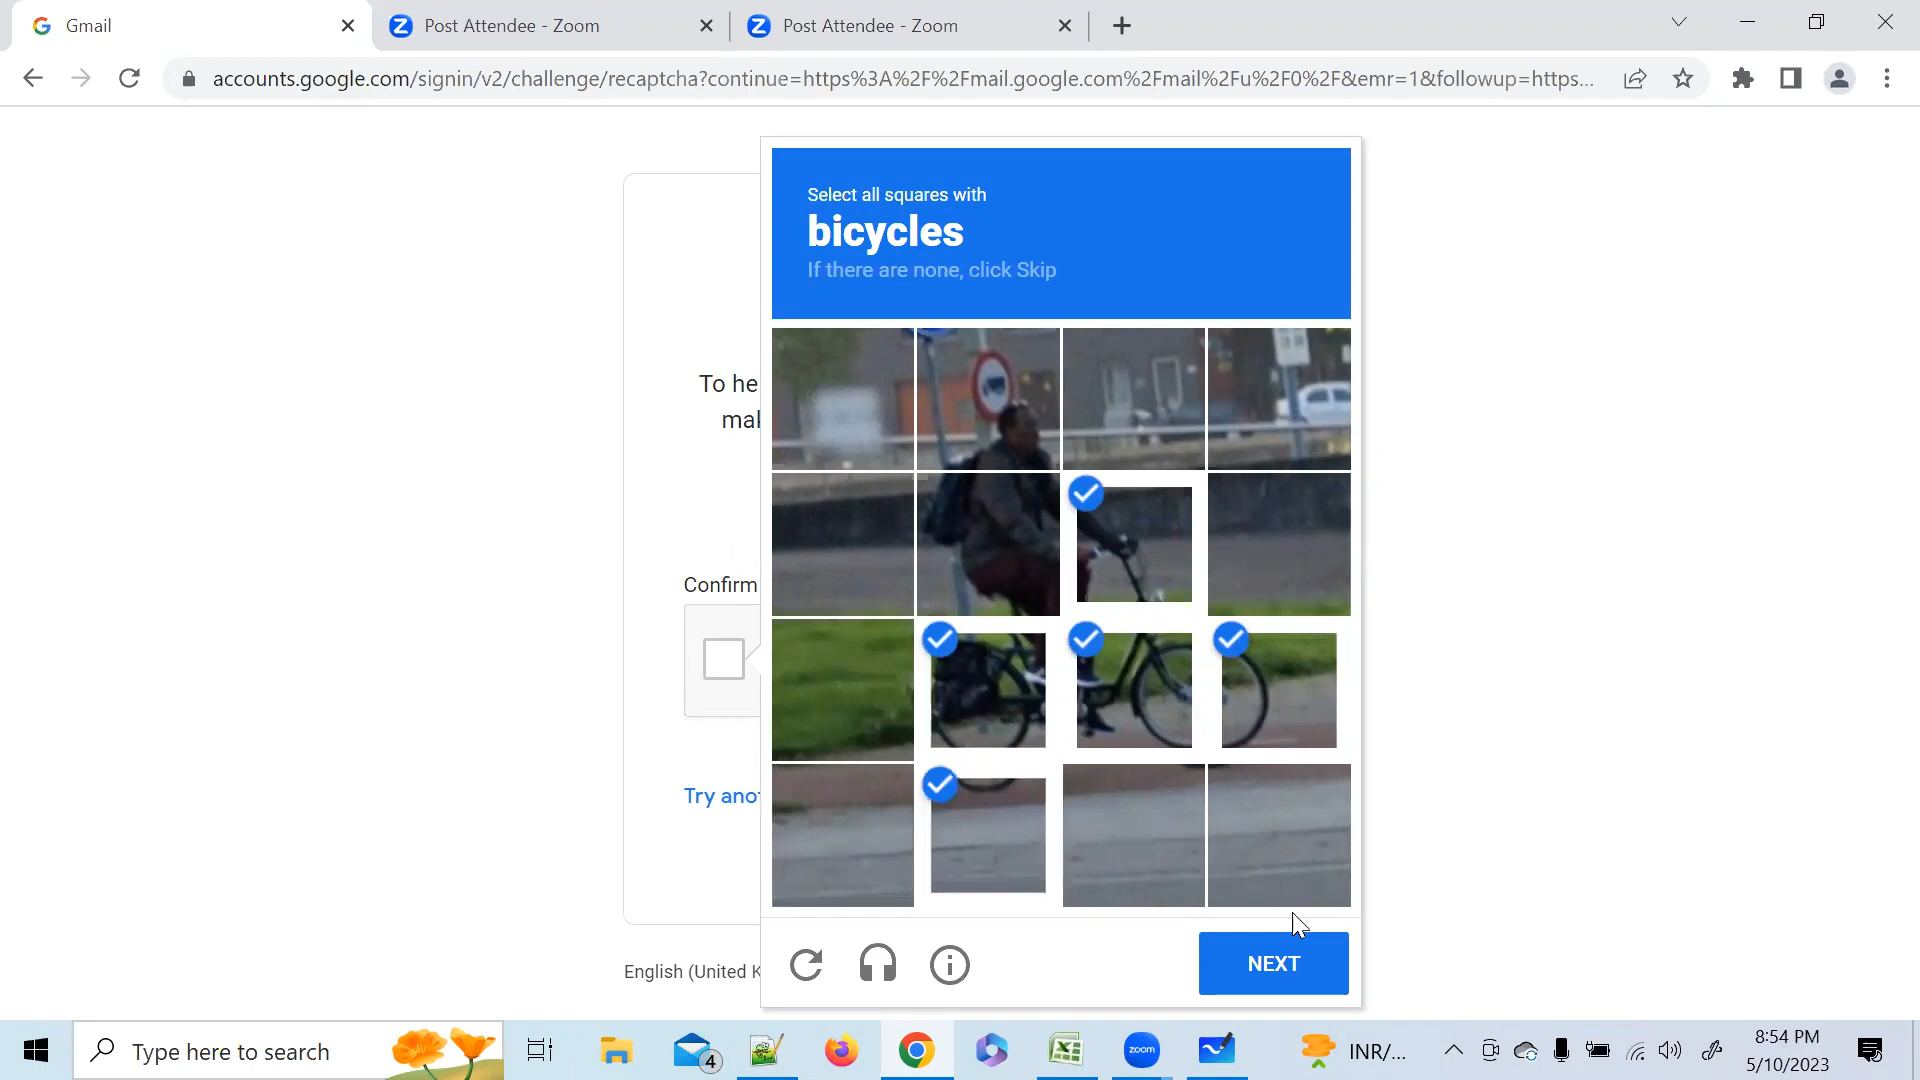 Gmail
Post Attendee - Zoom
Post Attendee - Zoom
accounts.google.com/signin/v2/challenge/recaptcha?continue=https%3A%2F%2Fmail.google.com%2Fmail%2Fu%2F0%2F&emr=1&followup=https...
Select all squares with
bicycles
If there are none, click Skip
To he
mak
Confirm
Try ano
English (United K
NEXT
Type here to search
4
zoom
INR/...
8:54 PM
5/10/2023